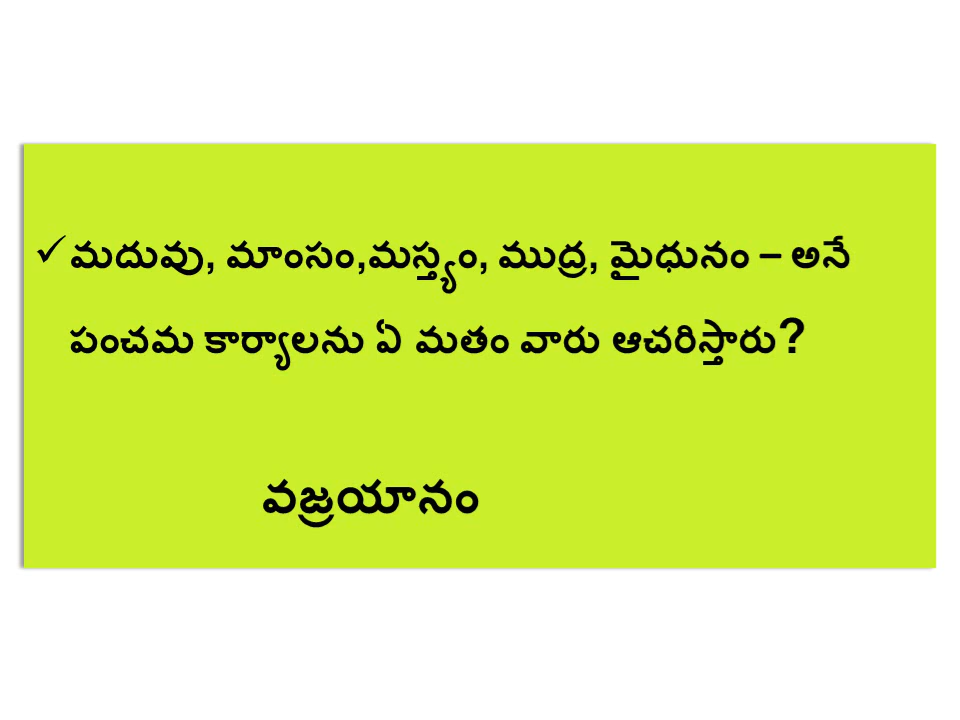 ✓మదువు, మాంసం,మస్త్యం, ముద్ర, మైధునం – అనే
పంచమ కార్యాలను ఏ మతం వారు ఆచరిస్తారు?
వజ్రయానం